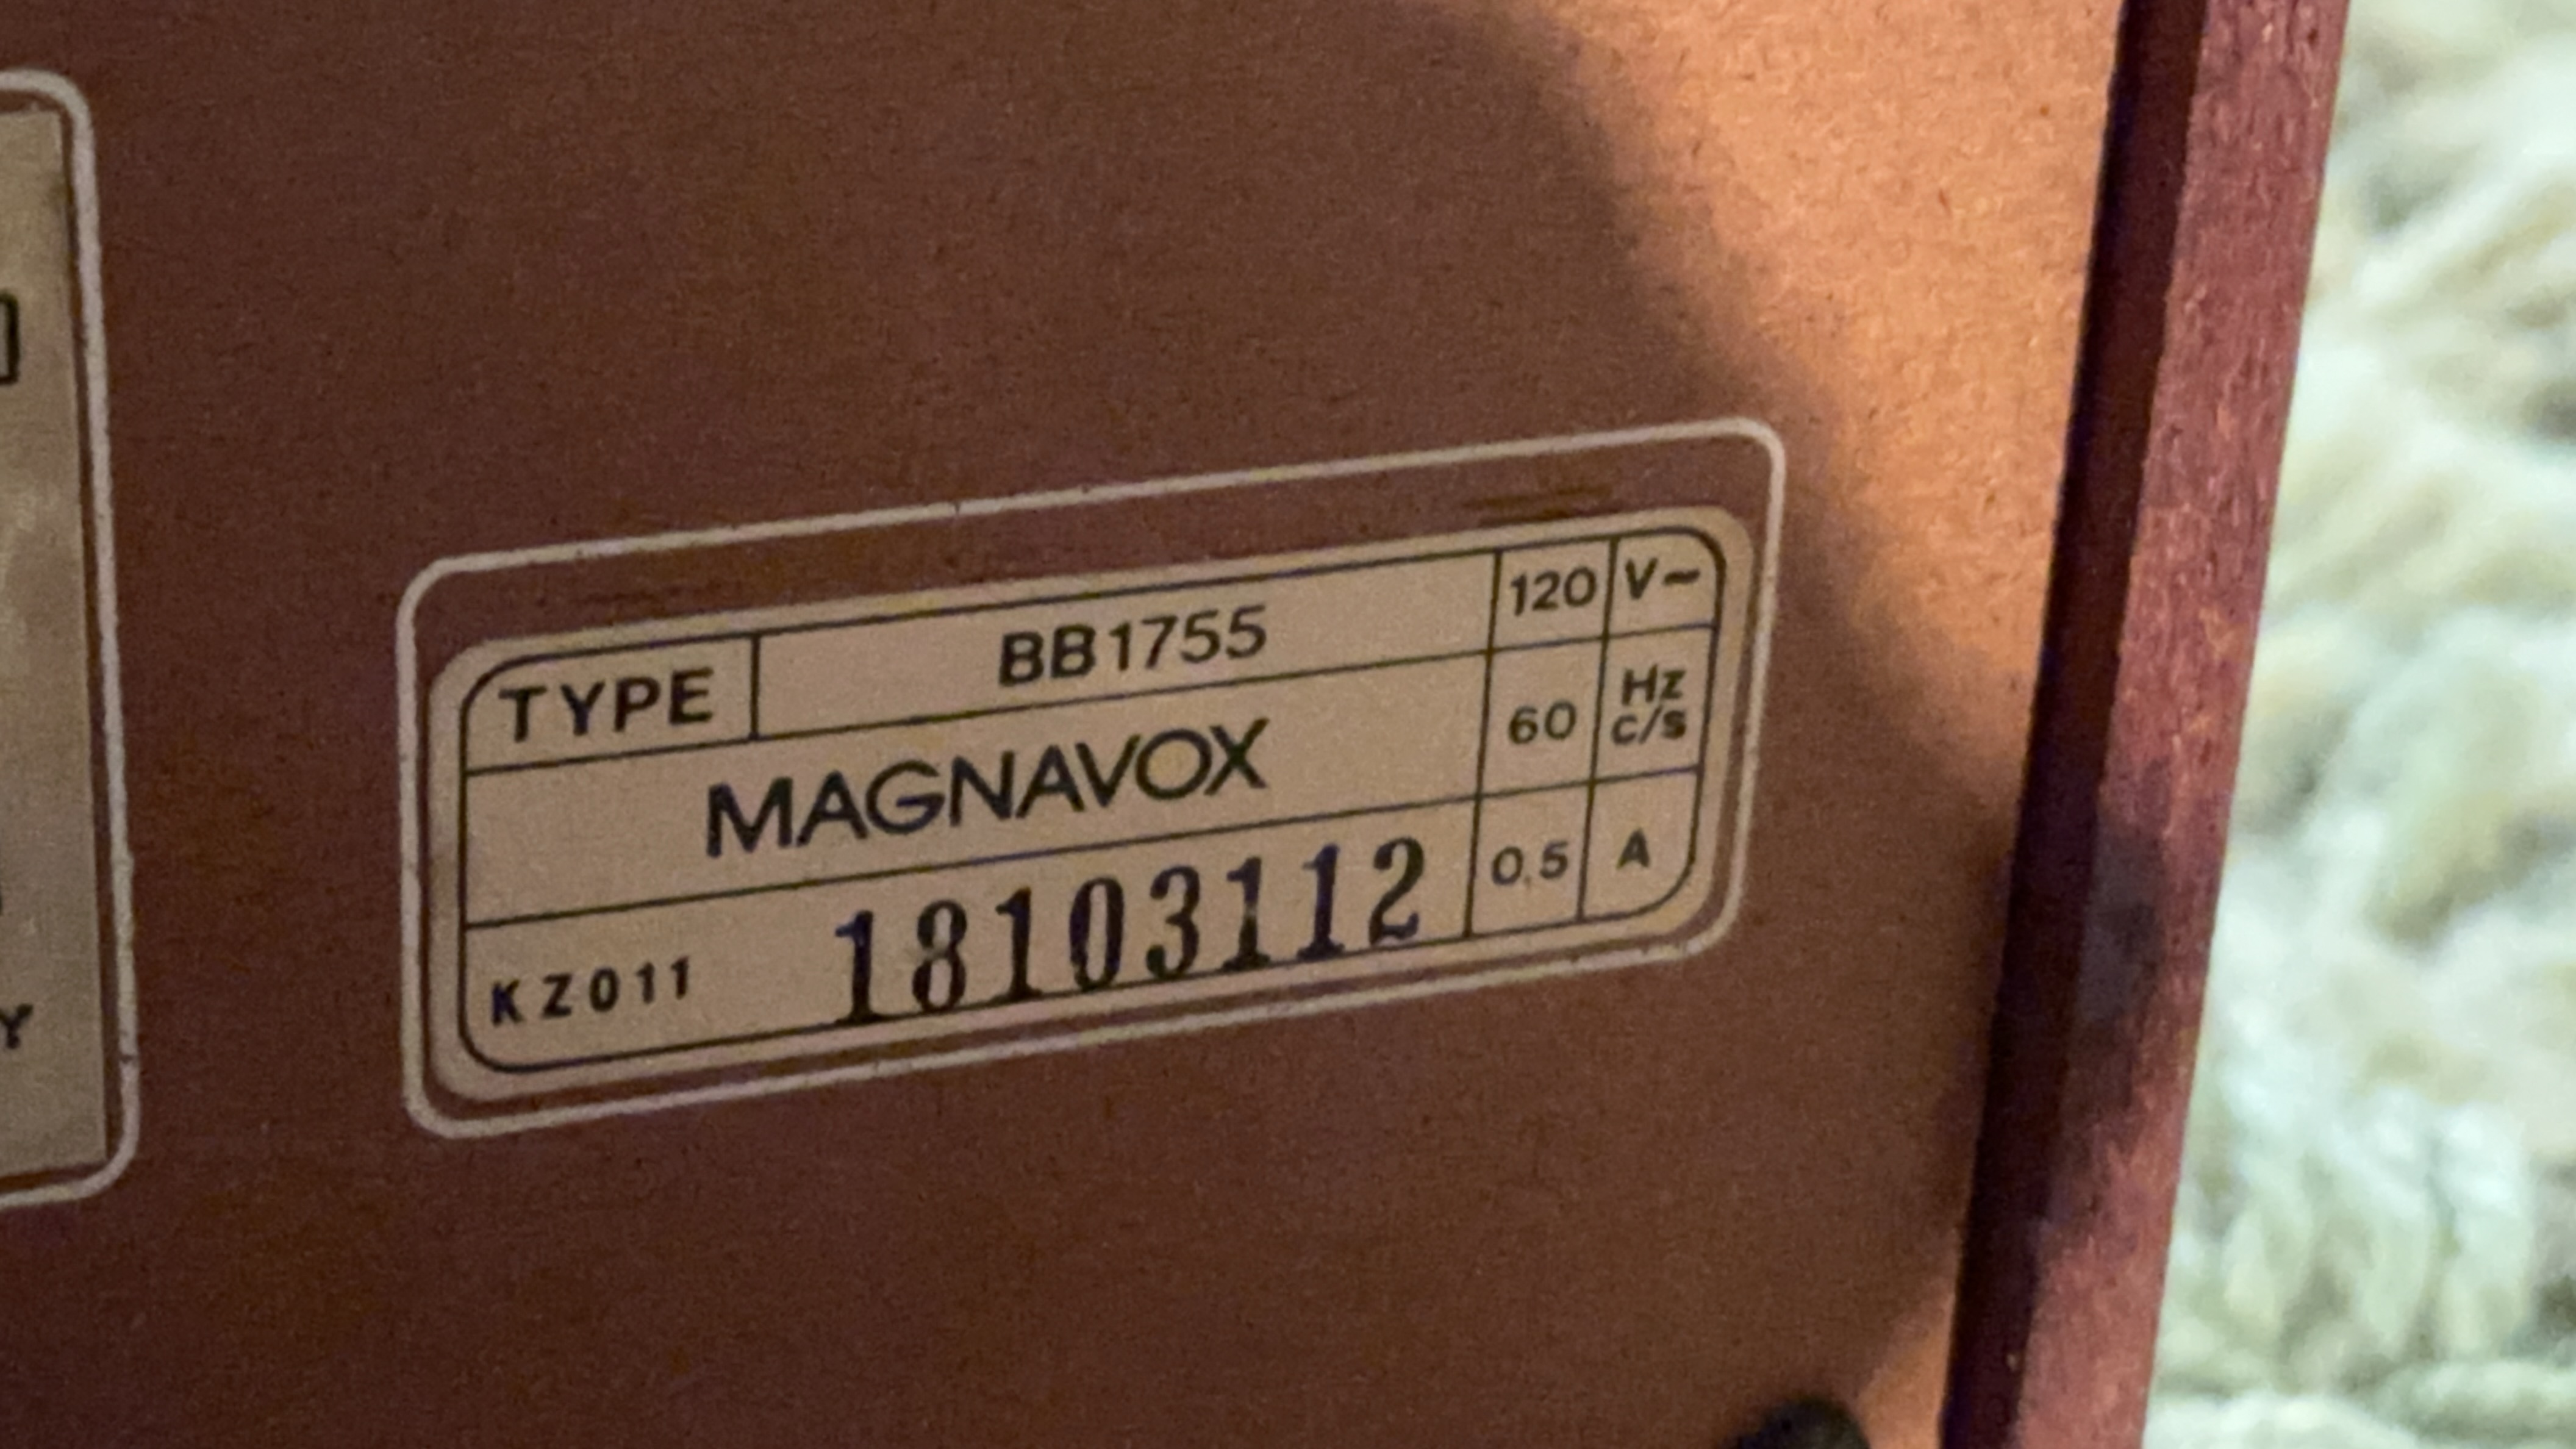 TYPE BB1755 120 V~
MAGNAVOX 60 Hz c/s
KZ011 18103112 0.5 A
Y